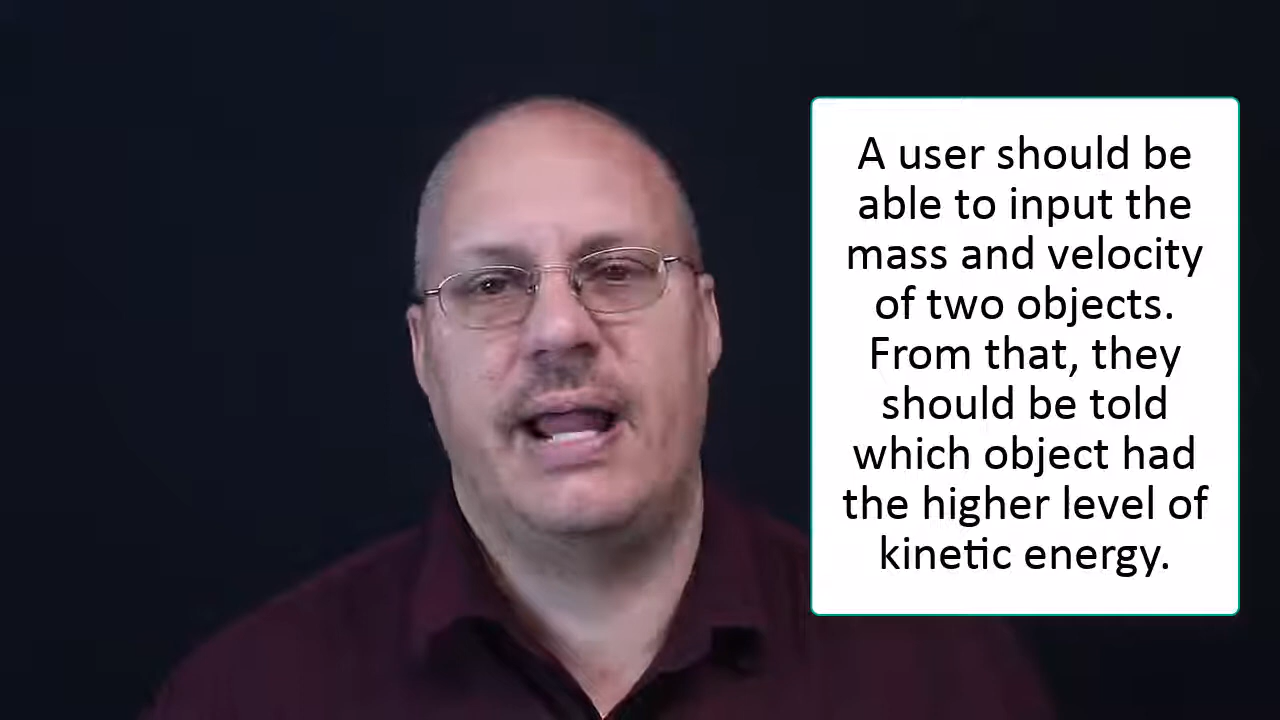 A user should be
able to input the
mass and velocity
of two objects.
From that, they
should be told
which object had
the higher level of
kinetic energy.